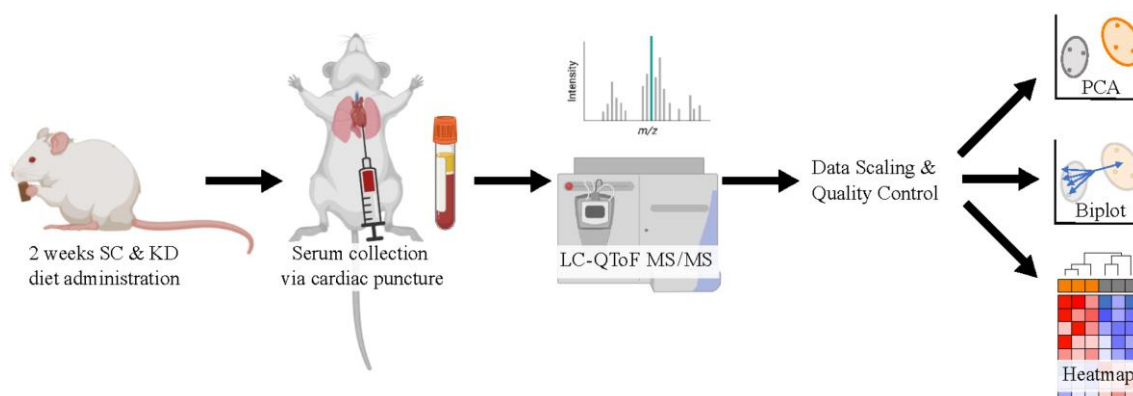 Intensity
m/z
PCA
2 weeks SC & KD
diet administration
Serum collection
via cardiac puncture
LC-QToF MS/MS
Data Scaling &
Quality Control
Biplot
Heatmap